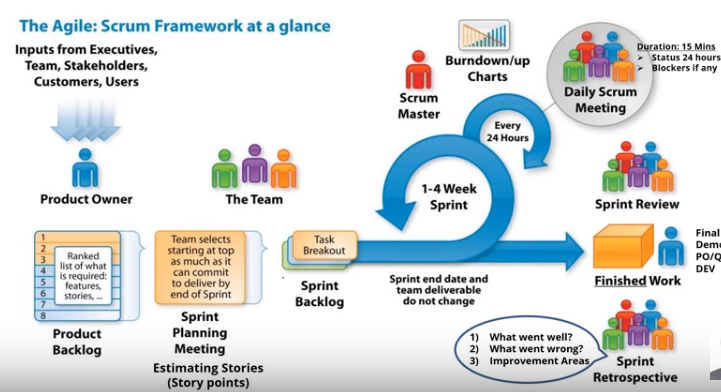 The Agile: Scrum Framework at a glance
Inputs from Executives,
Team, Stakeholders,
Customers, Users
Product Owner
The Team
Scrum
Master
Burndown/up
Charts
Every
24 Hours
1-4 Week
Sprint
Daily Scrum
Meeting
Duration: 15 Mins
Status 24 hours
Blockers if any
Sprint Review
1
2
3
4
5
6
7
8
Ranked
list of what
is required:
features,
stories, ...
Product
Backlog
Team selects
starting at top
as much as it
can commit
to deliver by
end of Sprint
Sprint
Planning
Meeting
Estimating Stories
(Story points)
Task
Breakout
Sprint
Backlog
Sprint end date and
team deliverable
do not change
Finished Work
Final
Demo
PO/Q
DEV
1) What went well?
2) What went wrong?
3) Improvement Areas
Sprint
Retrospective